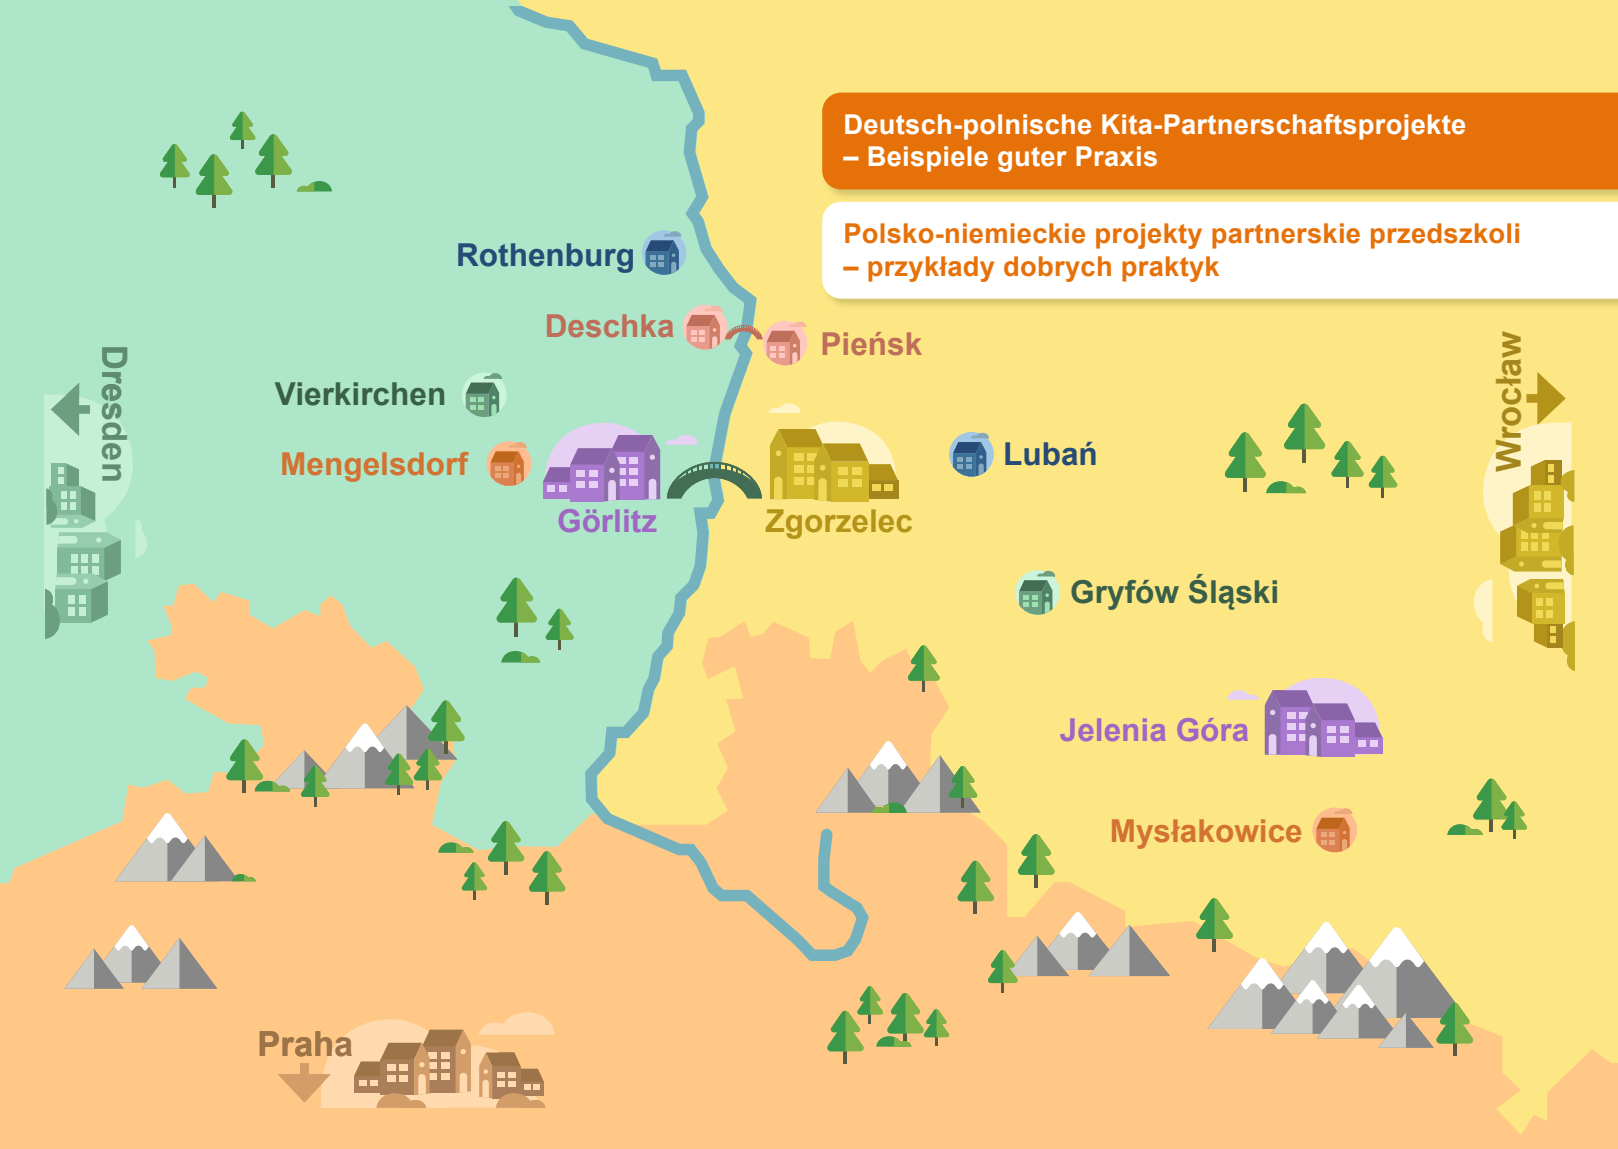 Deutsch-polnische Kita-Partnerschaftsprojekte
– Beispiele guter Praxis
Polsko-niemieckie projekty partnerskie przedszkoli
– przykłady dobrych praktyk
Rothenburg
Deschka
Pieńsk
Dresden
Wrocław
Vierkirchen
Mengelsdorf
Lubań
Görlitz
Zgorzelec
Gryfów Śląski
Jelenia Góra
Mysłakowice
Praha